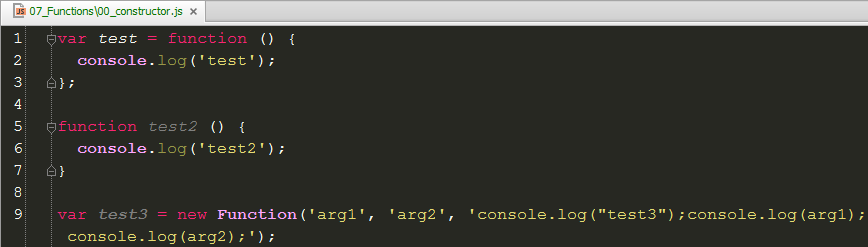 JS 07_Functions\00_constructor.js ×
1 var test = function () {
2   console.log('test');
3 };
4
5 function test2 () {
6   console.log('test2');
7 }
8
9 var test3 = new Function('arg1', 'arg2', 'console.log("test3");console.log(arg1);
console.log(arg2);');